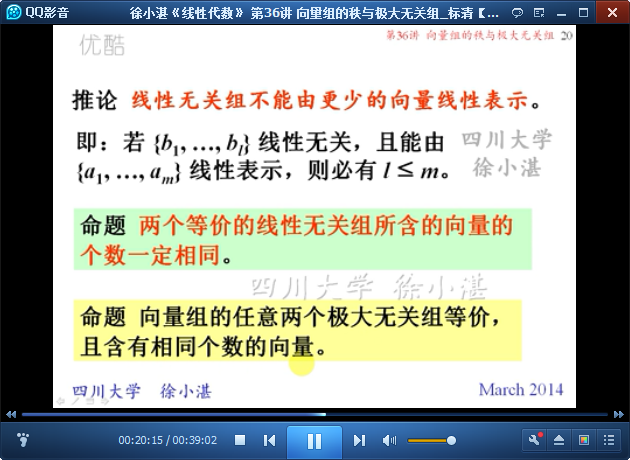 QQ影音
徐小湛《线性代数》 第36讲 向量组的秩与极大无关组_标清【...
优酷
第36讲 向量组的秩与极大无关组 20
推论 线性无关组不能由更少的向量线性表示。
即：若 {b1, …, bl} 线性无关，且能由
{a1, …, am} 线性表示，则必有 l ≤ m。
四川大学
徐小湛
命题 两个等价的线性无关组所含的向量的
个数一定相同。
四川大学 徐小湛
命题 向量组的任意两个极大无关组等价，
且含有相同个数的向量。
四川大学 徐小湛
March 2014
00:20:15 / 00:39:02